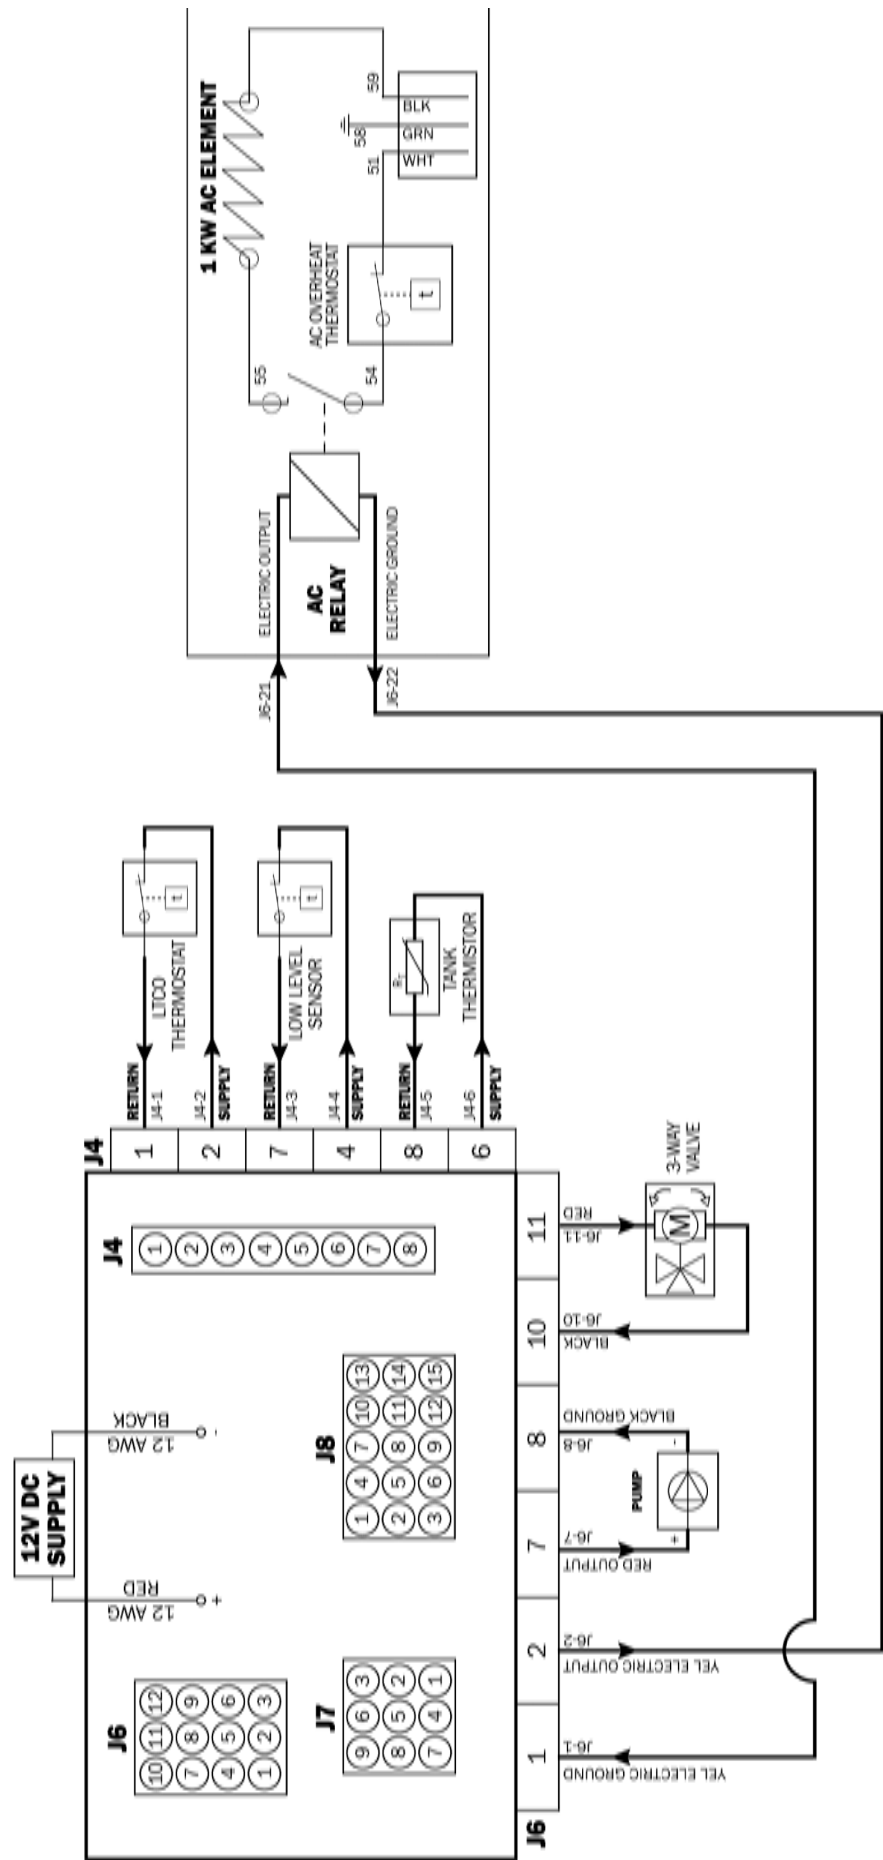 12V DC
SUPPLY
12 AWG
RED
+
12 AWG
BLACK
-
J6
10 11 12
7 8 9
4 5 6
1 2 3
J7
9 6 3
8 5 2
7 4 1
J8
1 4 7 10 13
2 5 8 11 14
3 6 9 12 15
J4
1 2 3 4 5 6 7 8
J4
1
2
7
4
8
6
RETURN
J4-1
J4-2
SUPPLY
LTCO
THERMOSTAT
t
RETURN
J4-3
J4-4
SUPPLY
LOW LEVEL
SENSOR
t
RETURN
J4-5
J4-6
SUPPLY
TANK
THERMISTOR
RT
J6
1
2
7
8
10
11
J6-1
YEL ELECTRIC GROUND
J6-2
YEL ELECTRIC OUTPUT
J6-7
RED OUTPUT
J6-8
BLACK GROUND
PUMP
+
-
J6-10
BLACK
J6-11
RED
M
3-WAY
VALVE
J6-21
ELECTRIC OUTPUT
J6-22
ELECTRIC GROUND
AC
RELAY
55
54
1 KW AC ELEMENT
AC OVERHEAT
THERMOSTAT
t
59
58
51
BLK
GRN
WHT